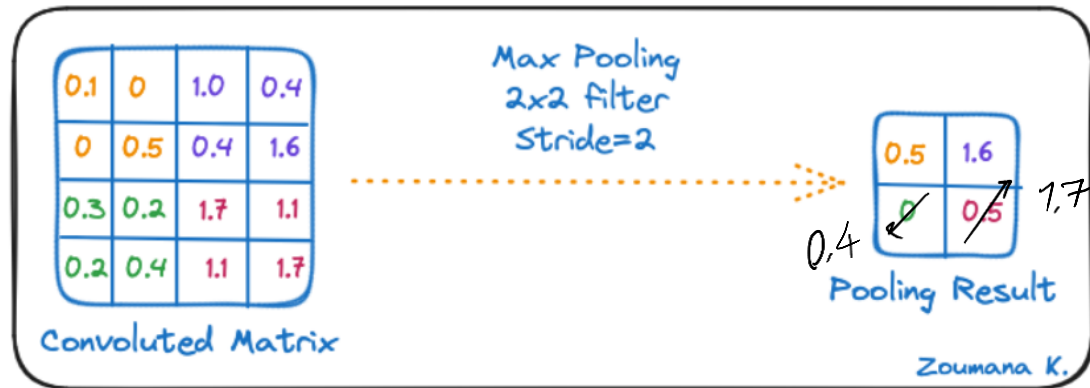 Max Pooling
2x2 filter
Stride=2
0.1 0 1.0 0.4
0 0.5 0.4 1.6
0.3 0.2 1.7 1.1
0.2 0.4 1.1 1.7
Convoluted Matrix
0.5 1.6
0 0.5
1,7
0,4
Pooling Result
Zoumana K.